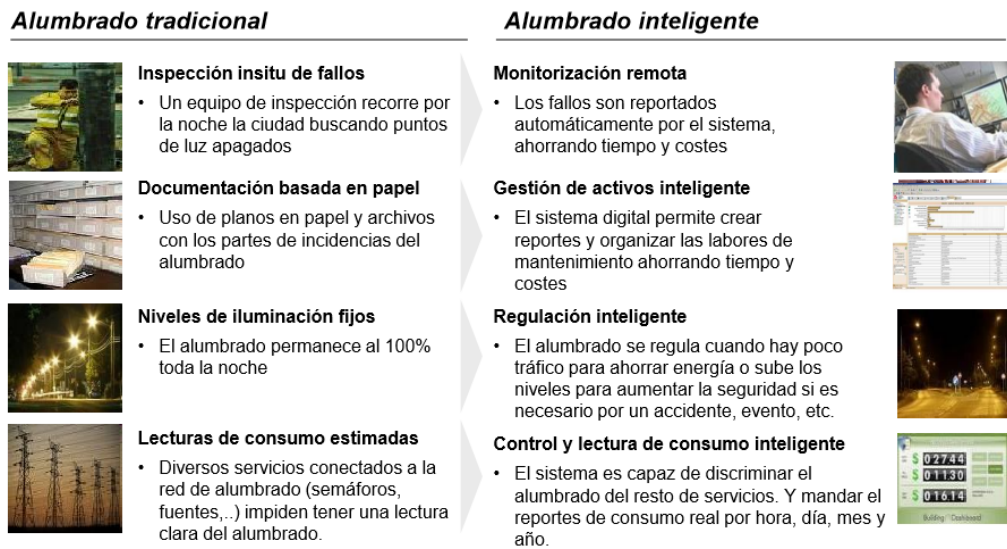 Alumbrado tradicional
Alumbrado inteligente
Inspección insitu de fallos
• Un equipo de inspección recorre por
la noche la ciudad buscando puntos
de luz apagados
Monitorización remota
• Los fallos son reportados
automáticamente por el sistema,
ahorrando tiempo y costes
Documentación basada en papel
• Uso de planos en papel y archivos
con los partes de incidencias del
alumbrado
Gestión de activos inteligente
• El sistema digital permite crear
reportes y organizar las labores de
mantenimiento ahorrando tiempo y
costes
Niveles de iluminación fijos
• El alumbrado permanece al 100%
toda la noche
Regulación inteligente
• El alumbrado se regula cuando hay poco
tráfico para ahorrar energía o sube los
niveles para aumentar la seguridad si es
necesario por un accidente, evento, etc.
Lecturas de consumo estimadas
• Diversos servicios conectados a la
red de alumbrado (semáforos,
fuentes,..) impiden tener una lectura
clara del alumbrado.
Control y lectura de consumo inteligente
• El sistema es capaz de discriminar el
alumbrado del resto de servicios. Y mandar el
reportes de consumo real por hora, día, mes y
año.
$ 02744
$ 01130
$ 01614
Building Dashboard